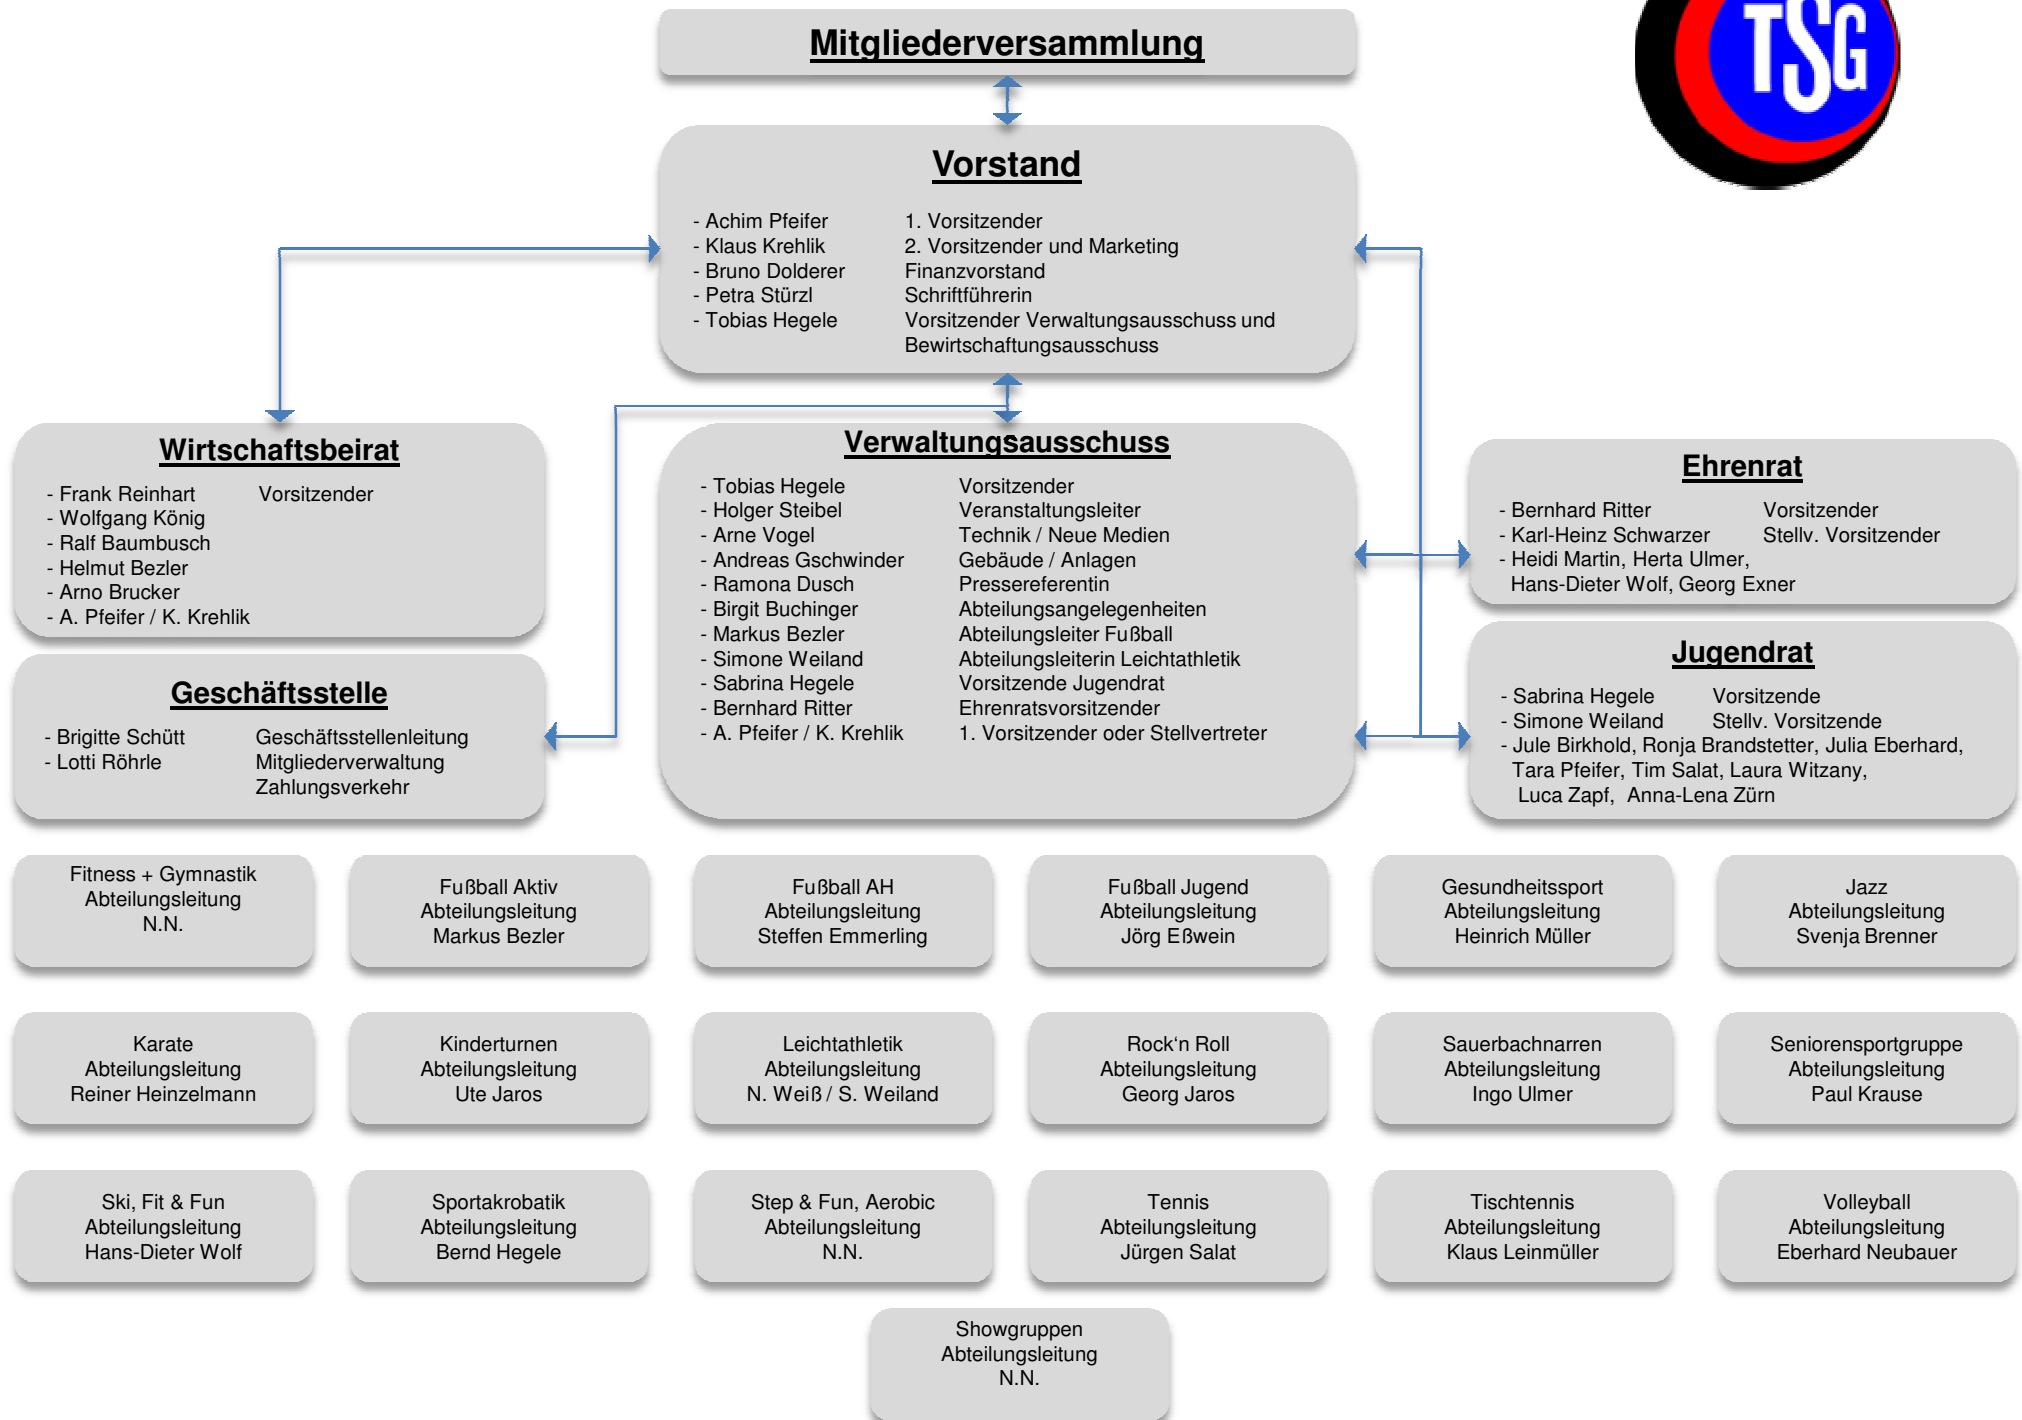 TSG
Mitgliederversammlung
Vorstand
- Achim Pfeifer 1. Vorsitzender
- Klaus Krehlik 2. Vorsitzender und Marketing
- Bruno Dolderer Finanzvorstand
- Petra Stürzl Schriftführerin
- Tobias Hegele Vorsitzender Verwaltungsausschuss und
Bewirtschaftungsausschuss
Wirtschaftsbeirat
- Frank Reinhart Vorsitzender
- Wolfgang König
- Ralf Baumbusch
- Helmut Bezler
- Arno Brucker
- A. Pfeifer / K. Krehlik
Geschäftsstelle
- Brigitte Schütt Geschäftsstellenleitung
- Lotti Röhrle Mitgliederverwaltung
Zahlungsverkehr
Verwaltungsausschuss
- Tobias Hegele Vorsitzender
- Holger Steibel Veranstaltungsleiter
- Arne Vogel Technik / Neue Medien
- Andreas Gschwinder Gebäude / Anlagen
- Ramona Dusch Pressereferentin
- Birgit Buchinger Abteilungsangelegenheiten
- Markus Bezler Abteilungsleiter Fußball
- Simone Weiland Abteilungsleiterin Leichtathletik
- Sabrina Hegele Vorsitzende Jugendrat
- Bernhard Ritter Ehrenratsvorsitzender
- A. Pfeifer / K. Krehlik 1. Vorsitzender oder Stellvertreter
Ehrenrat
- Bernhard Ritter Vorsitzender
- Karl-Heinz Schwarzer Stellv. Vorsitzender
- Heidi Martin, Herta Ulmer,
Hans-Dieter Wolf, Georg Exner
Jugendrat
- Sabrina Hegele Vorsitzende
- Simone Weiland Stellv. Vorsitzende
- Jule Birkhold, Ronja Brandstetter, Julia Eberhard,
Tara Pfeifer, Tim Salat, Laura Witzany,
Luca Zapf, Anna-Lena Zürn
Fitness + Gymnastik
Abteilungsleitung
N.N.
Fußball Aktiv
Abteilungsleitung
Markus Bezler
Fußball AH
Abteilungsleitung
Steffen Emmerling
Fußball Jugend
Abteilungsleitung
Jörg Eßwein
Gesundheitssport
Abteilungsleitung
Heinrich Müller
Jazz
Abteilungsleitung
Svenja Brenner
Karate
Abteilungsleitung
Reiner Heinzelmann
Kinderturnen
Abteilungsleitung
Ute Jaros
Leichtathletik
Abteilungsleitung
N. Weiß / S. Weiland
Rock‘n Roll
Abteilungsleitung
Georg Jaros
Sauerbachnarren
Abteilungsleitung
Ingo Ulmer
Seniorensportgruppe
Abteilungsleitung
Paul Krause
Ski, Fit & Fun
Abteilungsleitung
Hans-Dieter Wolf
Sportakrobatik
Abteilungsleitung
Bernd Hegele
Step & Fun, Aerobic
Abteilungsleitung
N.N.
Tennis
Abteilungsleitung
Jürgen Salat
Tischtennis
Abteilungsleitung
Klaus Leinmüller
Volleyball
Abteilungsleitung
Eberhard Neubauer
Showgruppen
Abteilungsleitung
N.N.